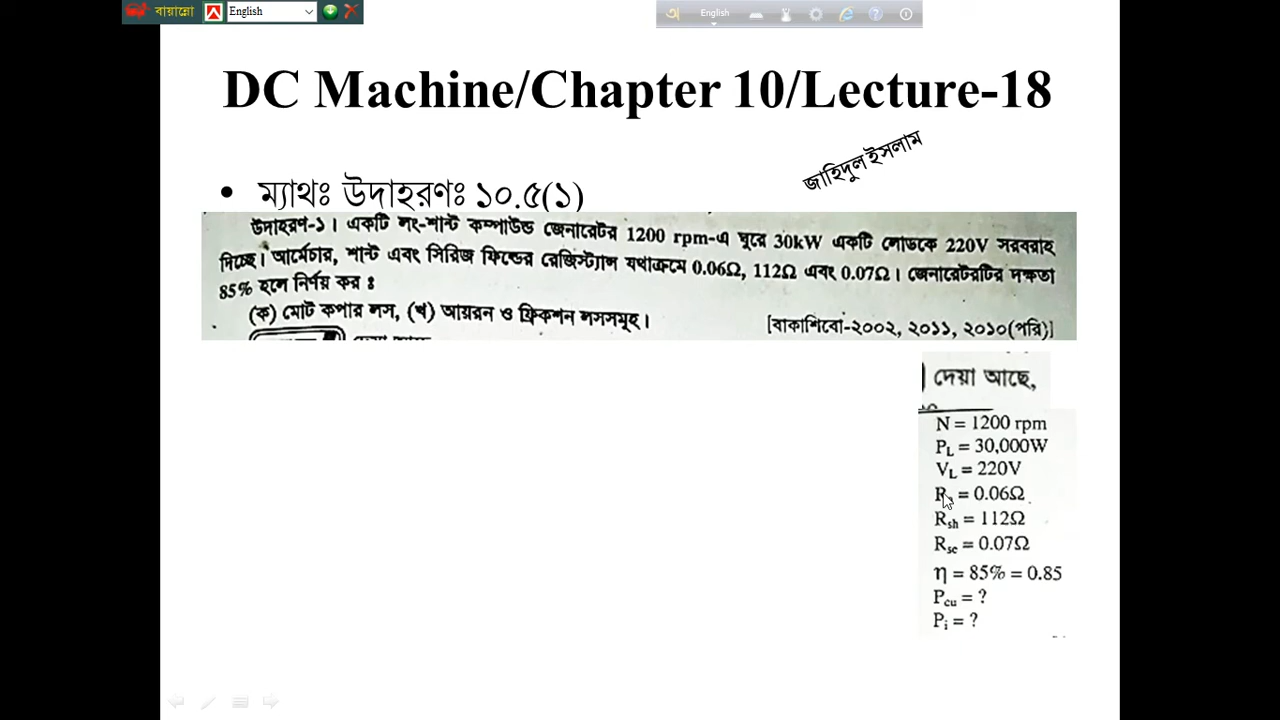 বায়ান্নো English
English
DC Machine/Chapter 10/Lecture-18
জাহিদুল ইসলাম
• ম্যাথঃ উদাহরণঃ ১০.৫(১)
উদাহরণ-১। একটি লং-শান্ট কম্পাউন্ড জেনারেটর 1200 rpm-এ ঘুরে 30kW একটি লোডকে 220V সরবরাহ
দিচ্ছে। আর্মেচার, শান্ট এবং সিরিজ ফিল্ডের রেজিস্ট্যান্স যথাক্রমে 0.06Ω, 112Ω এবং 0.07Ω। জেনারেটরটির দক্ষতা
85% হলে নির্ণয় কর ঃ
(ক) মোট কপার লস, (খ) আয়রন ও ফ্রিকশন লসসমূহ।
[বাকাশিবো-২০০২, ২০১১, ২০১০(পরি)]
দেয়া আছে,
N = 1200 rpm
P_L = 30,000W
V_L = 220V
R = 0.06Ω
R_sh = 112Ω
R_se = 0.07Ω
η = 85% = 0.85
P_cu = ?
P_i = ?